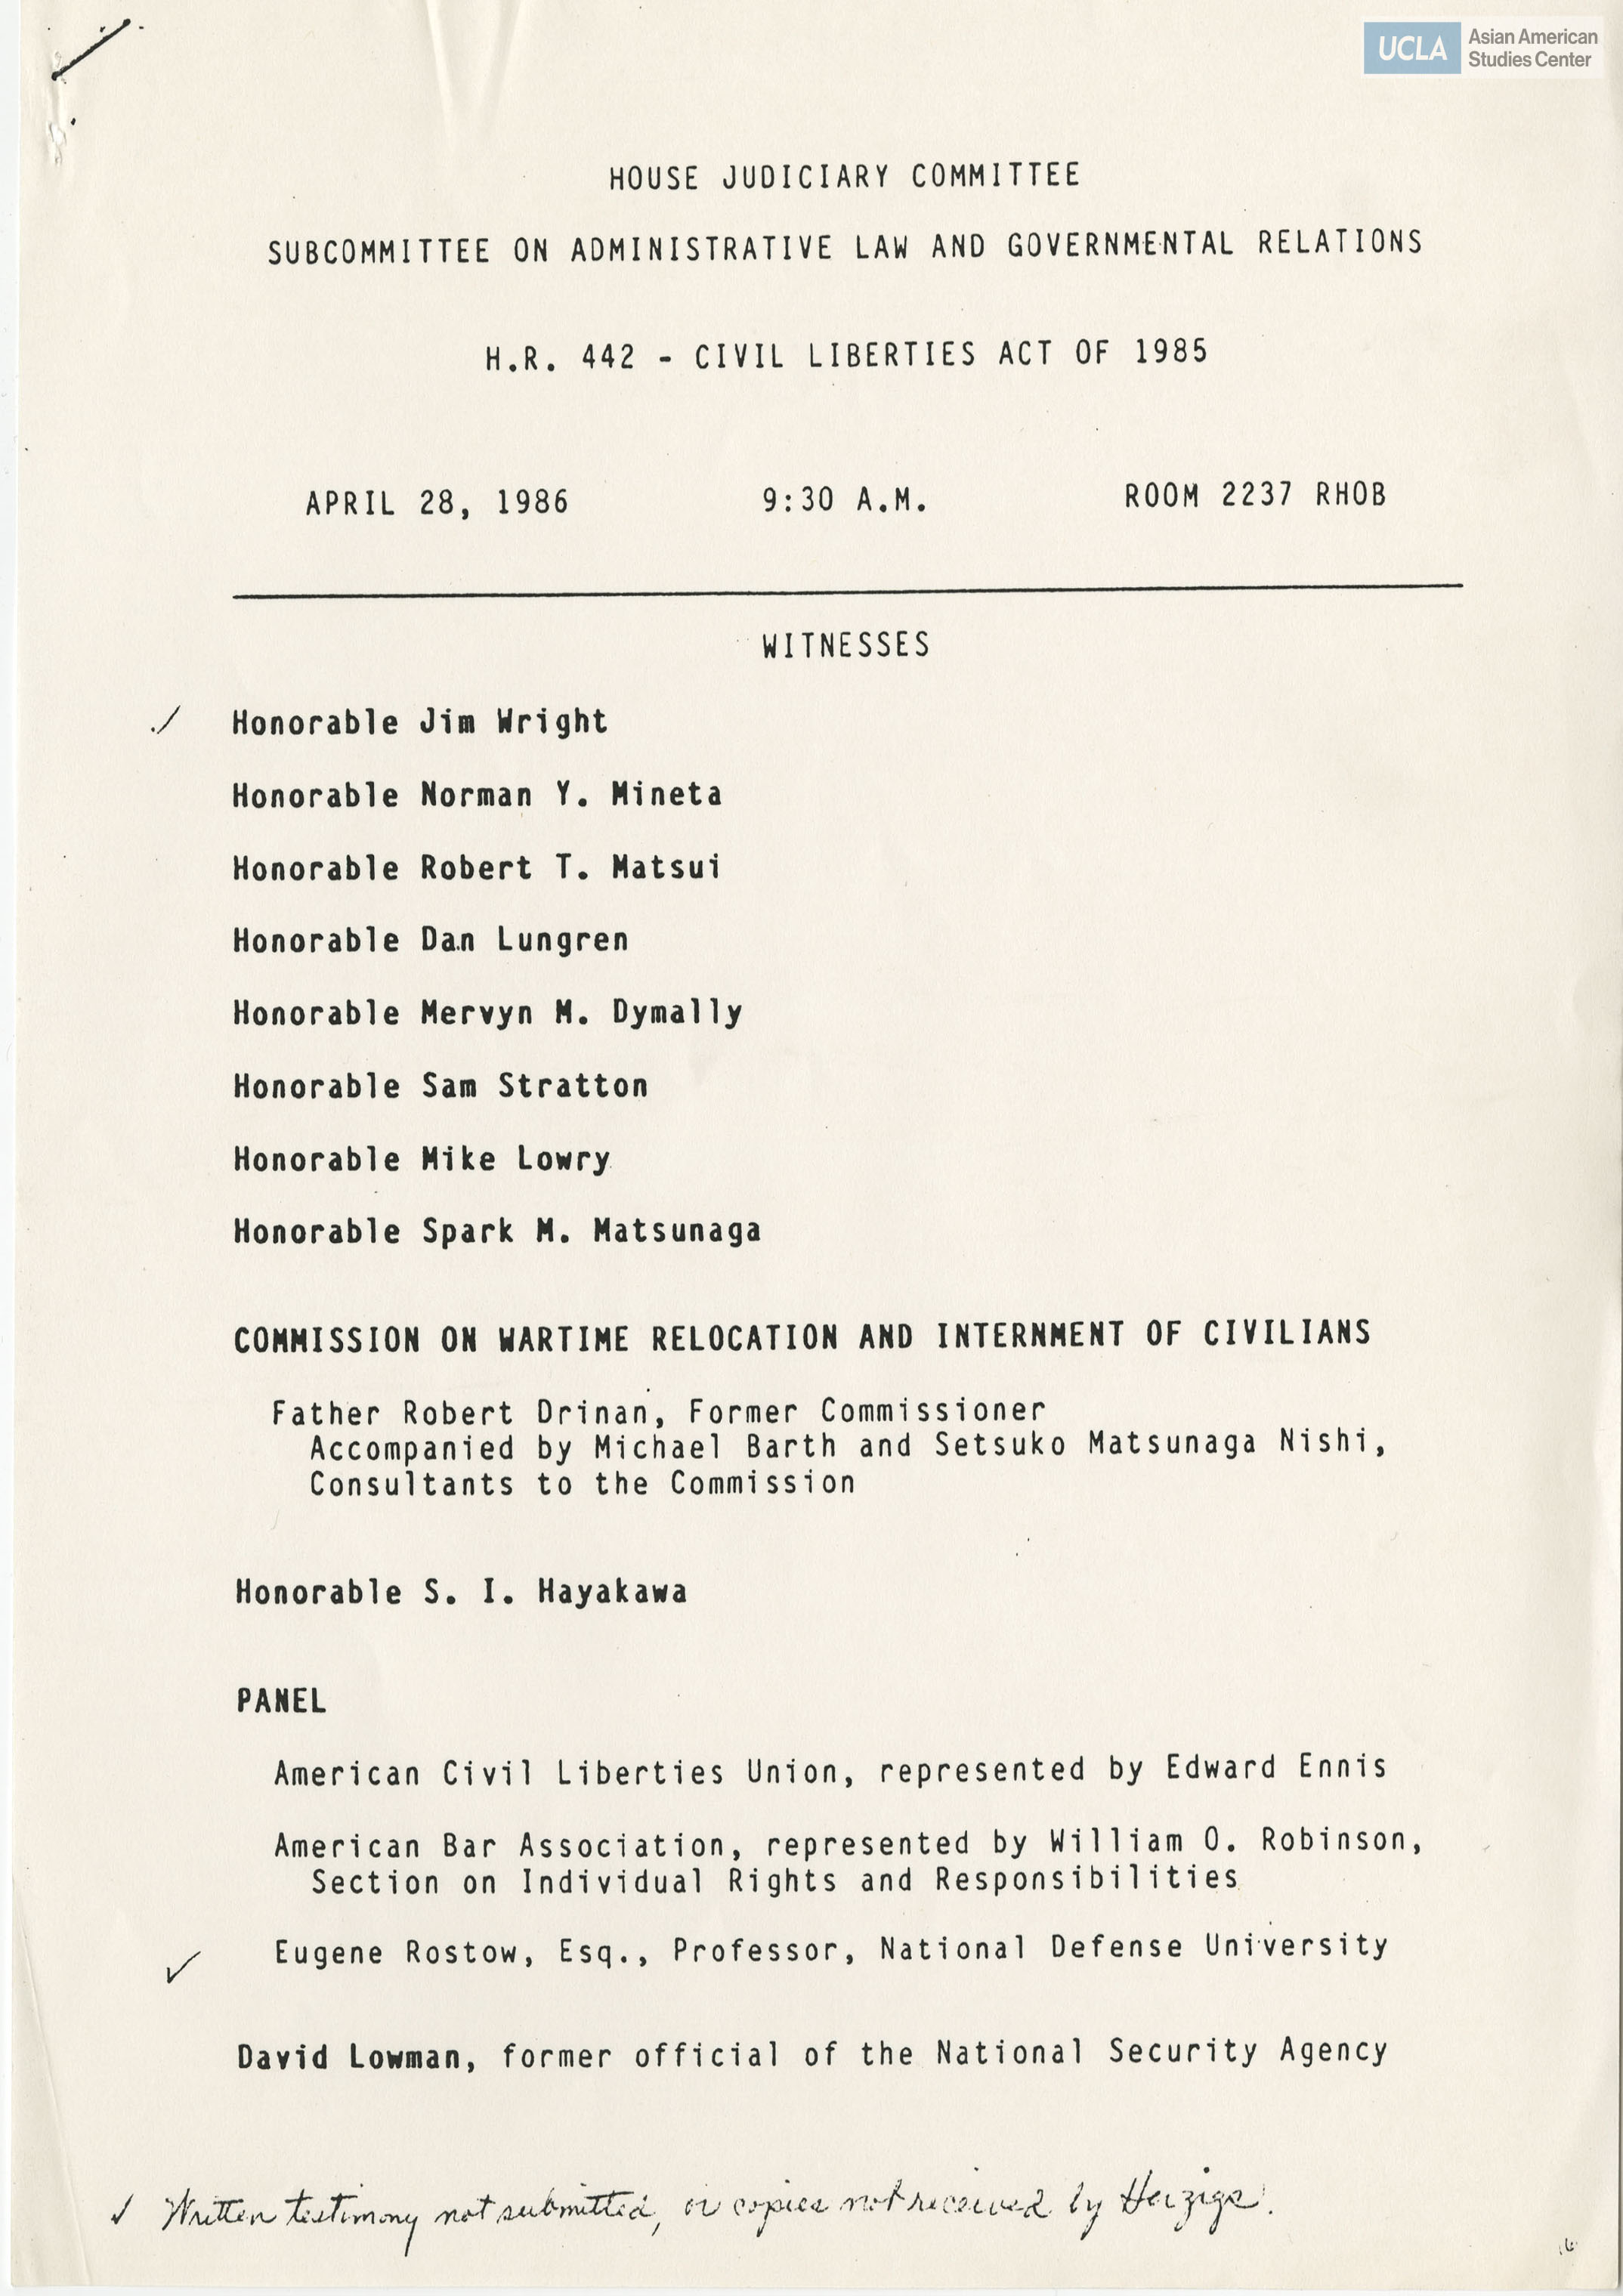 UCLA Asian American
Studies Center
HOUSE JUDICIARY COMMITTEE
SUBCOMMITTEE ON ADMINISTRATIVE LAW AND GOVERNMENTAL RELATIONS
H.R. 442 - CIVIL LIBERTIES ACT OF 1985
APRIL 28, 1986 9:30 A.M. ROOM 2237 RHOB
WITNESSES
✓ Honorable Jim Wright
Honorable Norman Y. Mineta
Honorable Robert T. Matsui
Honorable Dan Lungren
Honorable Mervyn M. Dymally
Honorable Sam Stratton
Honorable Mike Lowry
Honorable Spark M. Matsunaga
COMMISSION ON WARTIME RELOCATION AND INTERNMENT OF CIVILIANS
Father Robert Drinan, Former Commissioner
Accompanied by Michael Barth and Setsuko Matsunaga Nishi,
Consultants to the Commission
Honorable S. I. Hayakawa
PANEL
American Civil Liberties Union, represented by Edward Ennis
American Bar Association, represented by William O. Robinson,
Section on Individual Rights and Responsibilities
✓ Eugene Rostow, Esq., Professor, National Defense University
David Lowman, former official of the National Security Agency
✓ Written testimony not submitted, or copies not received by Herzigs.